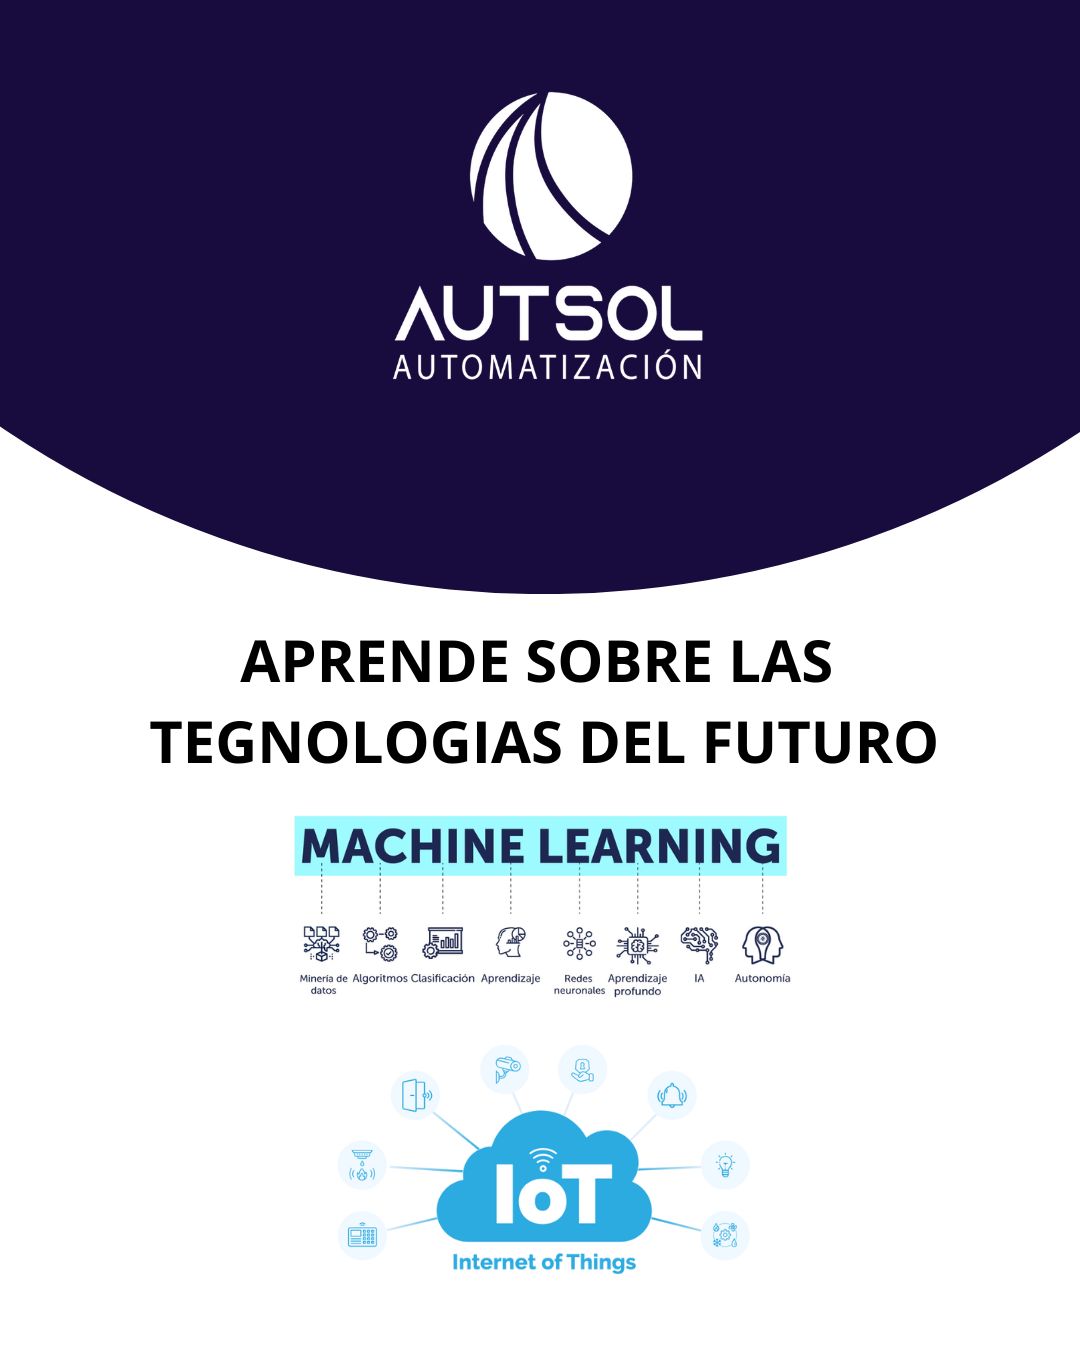 AUTSOL
AUTOMATIZACIÓN
APRENDE SOBRE LAS
TEGNOLOGIAS DEL FUTURO
MACHINE LEARNING
Minería de datos
Algoritmos
Clasificación
Aprendizaje
Redes neuronales
Aprendizaje profundo
IA
Autonomía
IoT
Internet of Things